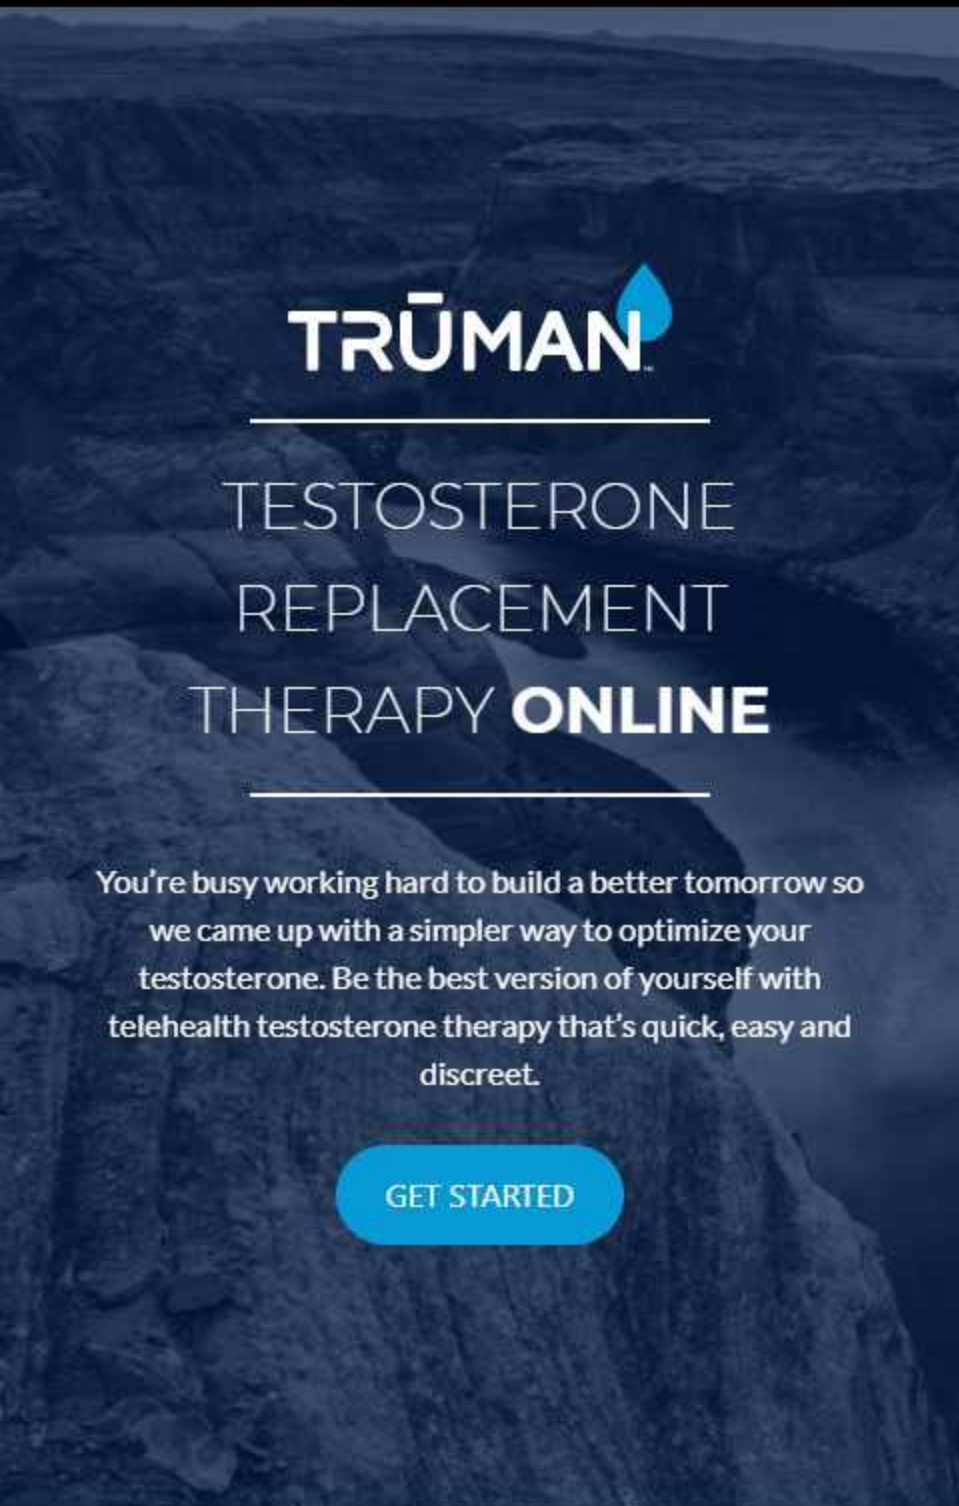 TRŪMAN
TESTOSTERONE
REPLACEMENT
THERAPY ONLINE
You're busy working hard to build a better tomorrow so
we came up with a simpler way to optimize your
testosterone. Be the best version of yourself with
telehealth testosterone therapy that's quick, easy and
discreet.
GET STARTED